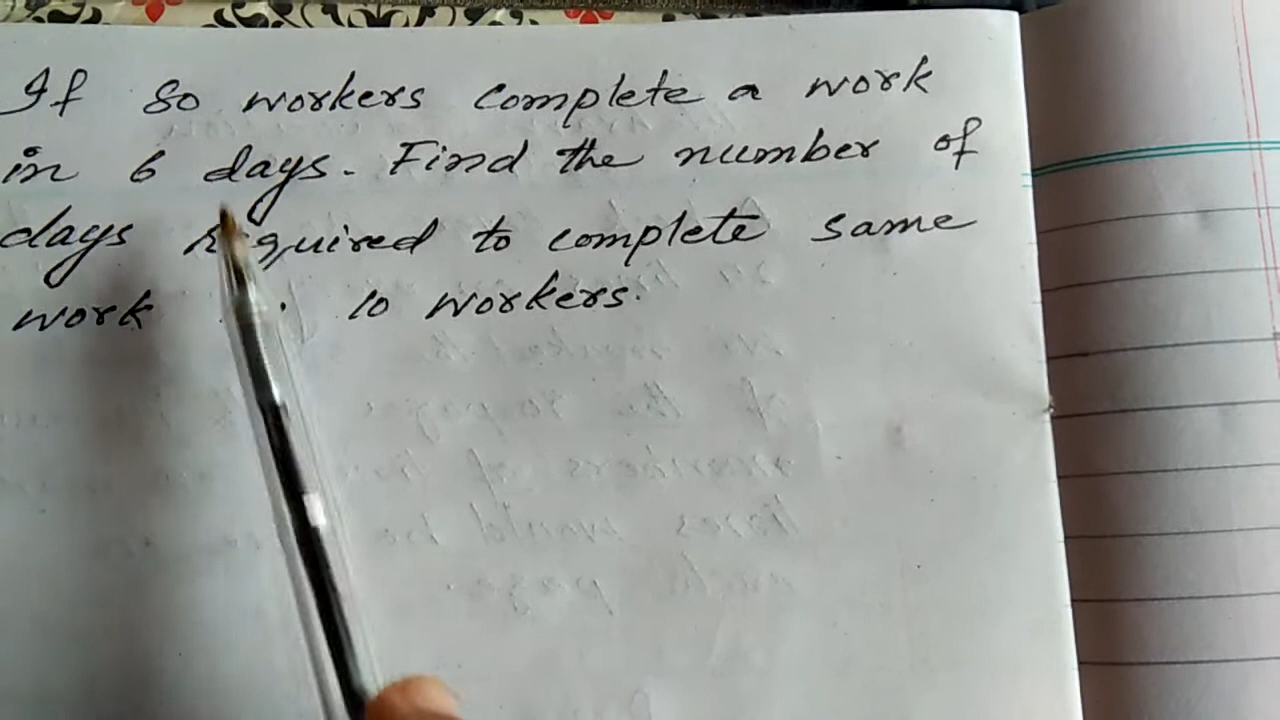 If 80 workers complete a work
in 6 days. Find the number of
days required to complete same
work 10 workers.